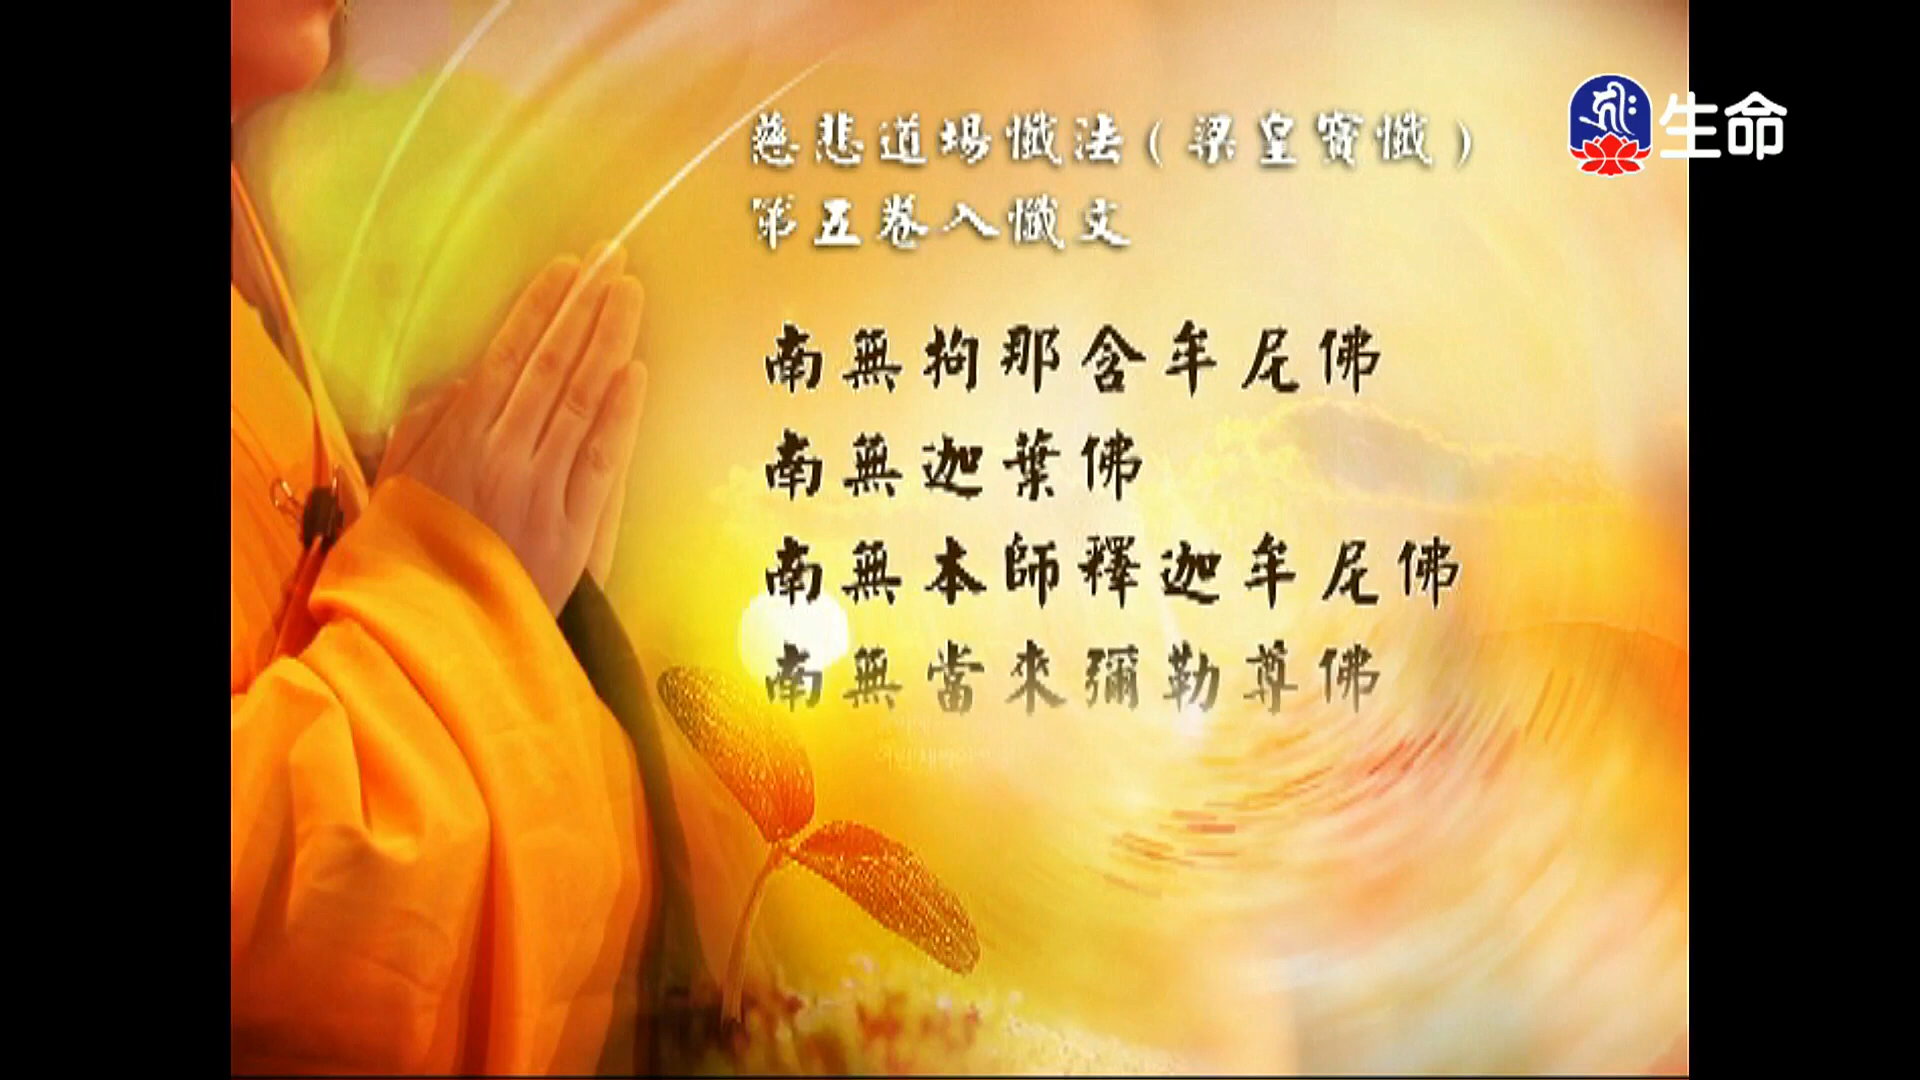 慈悲道場懺法(梁皇寶懺)
第五卷入懺文
南無拘那含牟尼佛
南無迦葉佛
南無本師釋迦牟尼佛
南無當來彌勒尊佛
生命